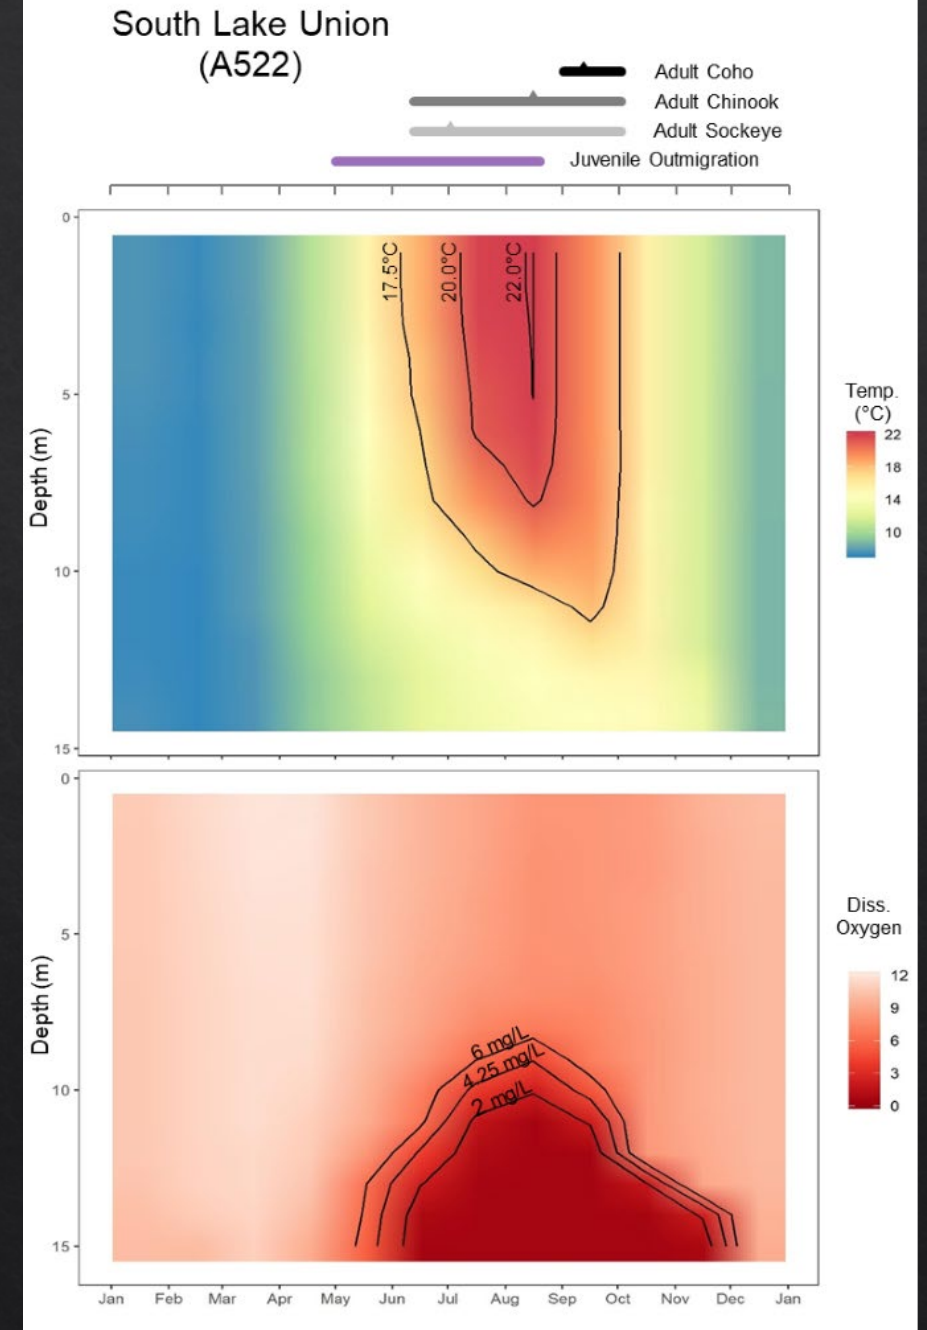 South Lake Union
(A522)
Adult Coho
Adult Chinook
Adult Sockeye
Juvenile Outmigration
0
5
10
15
Depth (m)
17.5°C
20.0°C
22.0°C
Temp.
(°C)
22
18
14
10
0
5
10
15
Depth (m)
6 mg/L
4.25 mg/L
2 mg/L
Diss.
Oxygen
12
9
6
3
0
Jan Feb Mar Apr May Jun Jul Aug Sep Oct Nov Dec Jan